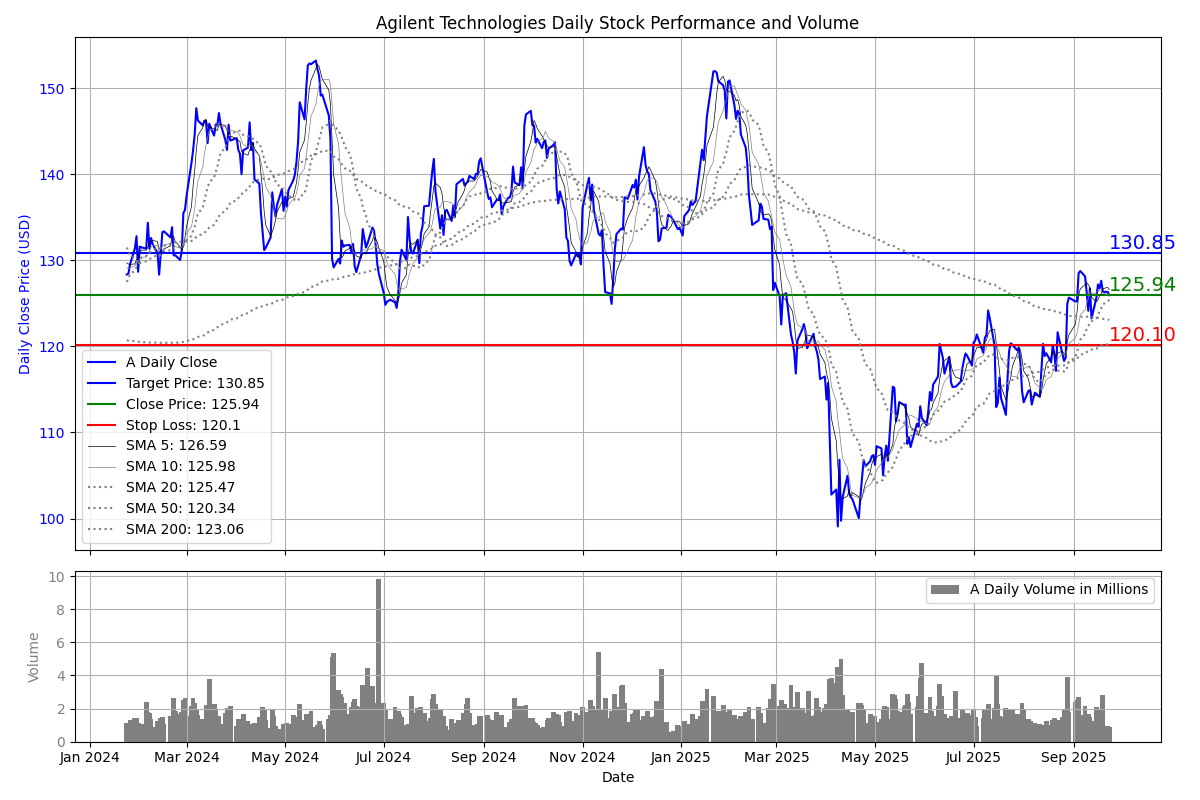 Agilent Technologies Daily Stock Performance and Volume
Daily Close Price (USD)
150
140
130
120
110
100
130.85
125.94
120.10
A Daily Close
Target Price: 130.85
Close Price: 125.94
Stop Loss: 120.1
SMA 5: 126.59
SMA 10: 125.98
SMA 20: 125.47
SMA 50: 120.34
SMA 200: 123.06
Volume
10
8
6
4
2
0
A Daily Volume in Millions
Jan 2024 Mar 2024 May 2024 Jul 2024 Sep 2024 Nov 2024 Jan 2025 Mar 2025 May 2025 Jul 2025 Sep 2025
Date